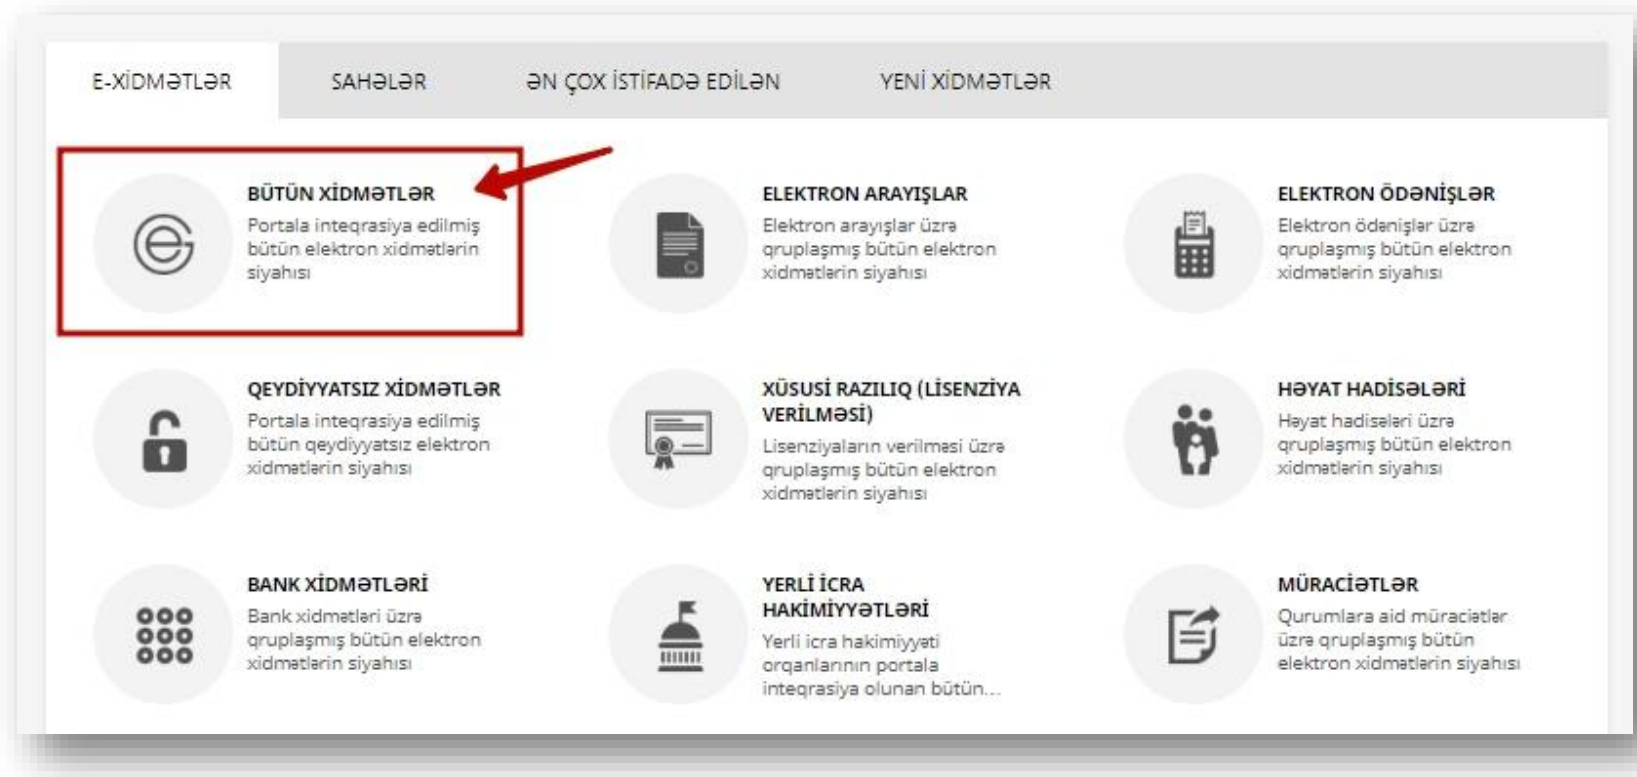 E-XİDMƏTLƏR
SAHƏLƏR
ƏN ÇOX İSTİFADƏ EDİLƏN
YENİ XİDMƏTLƏR
BÜTÜN XİDMƏTLƏR
Portala inteqrasiya edilmiş
bütün elektron xidmətlərin
siyahısı
ELEKTRON ARAYIŞLAR
Elektron arayışlar üzrə
qruplaşmış bütün elektron
xidmətlərin siyahısı
ELEKTRON ÖDƏNİŞLƏR
Elektron ödənişlər üzrə
qruplaşmış bütün elektron
xidmətlərin siyahısı
QEYDİYYATSIZ XİDMƏTLƏR
Portala inteqrasiya edilmiş
bütün qeydiyyatsız elektron
xidmətlərin siyahısı
XÜSUSİ RAZILIQ (LİSENZİYA
VERİLMƏSİ)
Lisenziyaların verilməsi üzrə
qruplaşmış bütün elektron
xidmətlərin siyahısı
HƏYAT HADİSƏLƏRİ
Həyat hadisələri üzrə
qruplaşmış bütün elektron
xidmətlərin siyahısı
BANK XİDMƏTLƏRİ
Bank xidmətləri üzrə
qruplaşmış bütün elektron
xidmətlərin siyahısı
YERLİ İCRA
HAKİMİYYƏTLƏRİ
Yerli icra hakimiyyəti
orqanlarının portala
inteqrasiya olunan bütün...
MÜRACİƏTLƏR
Qurumlara aid müraciətlər
üzrə qruplaşmış bütün
elektron xidmətlərin siyahısı